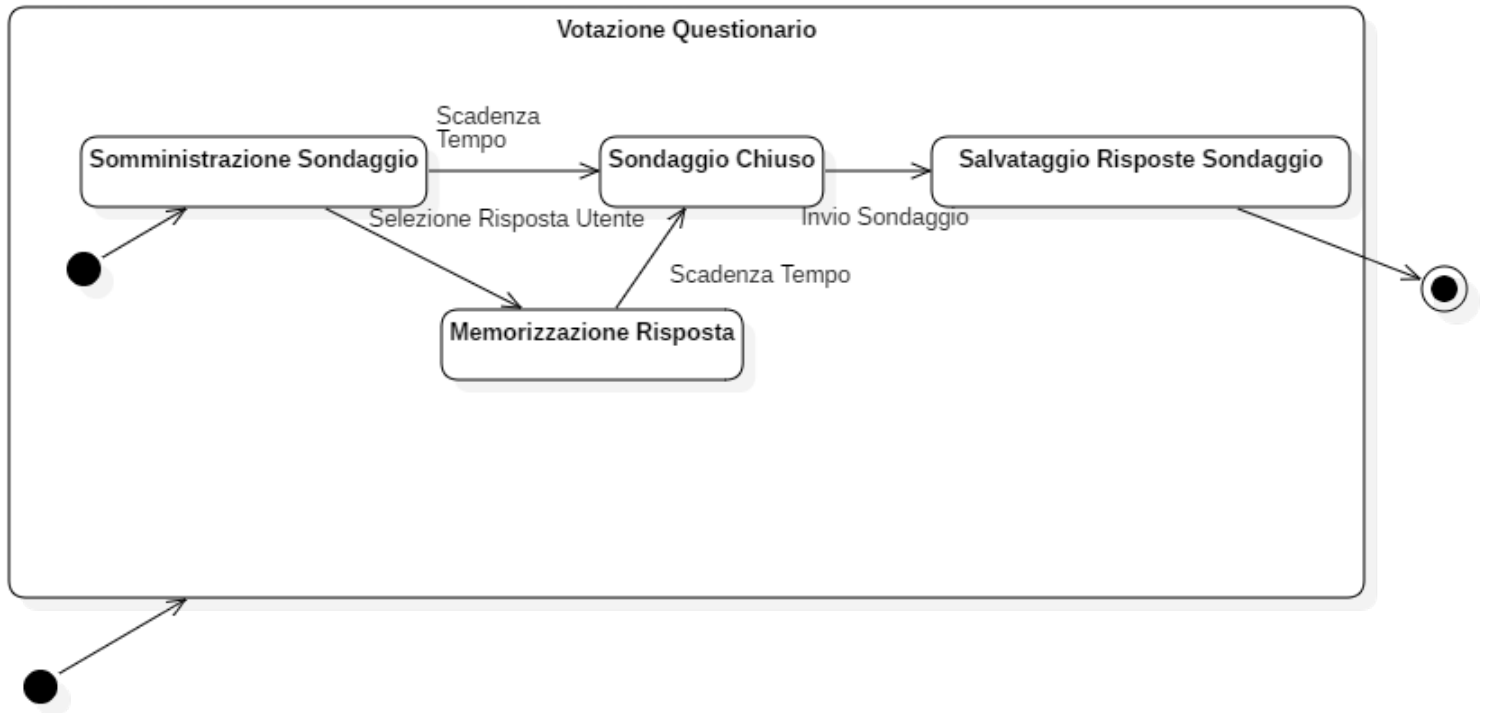 Votazione Questionario
Scadenza
Tempo
Somministrazione Sondaggio
Sondaggio Chiuso
Salvataggio Risposte Sondaggio
Selezione Risposta Utente
Invio Sondaggio
Scadenza Tempo
Memorizzazione Risposta